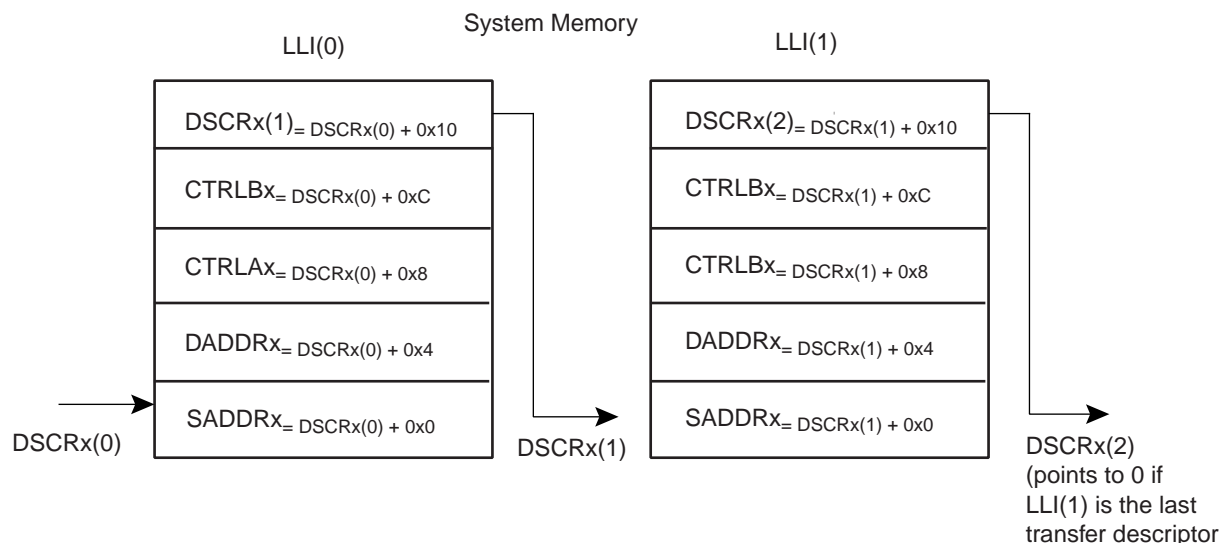 System Memory
LLI(0)
LLI(1)
DSCRx(1)= DSCRx(0) + 0x10
CTRLBx= DSCRx(0) + 0xC
CTRLAx= DSCRx(0) + 0x8
DADDRx= DSCRx(0) + 0x4
SADDRx= DSCRx(0) + 0x0
DSCRx(0)
DSCRx(1)
DSCRx(2)= DSCRx(1) + 0x10
CTRLBx= DSCRx(1) + 0xC
CTRLBx= DSCRx(1) + 0x8
DADDRx= DSCRx(1) + 0x4
SADDRx= DSCRx(1) + 0x0
DSCRx(2)
(points to 0 if
LLI(1) is the last
transfer descriptor